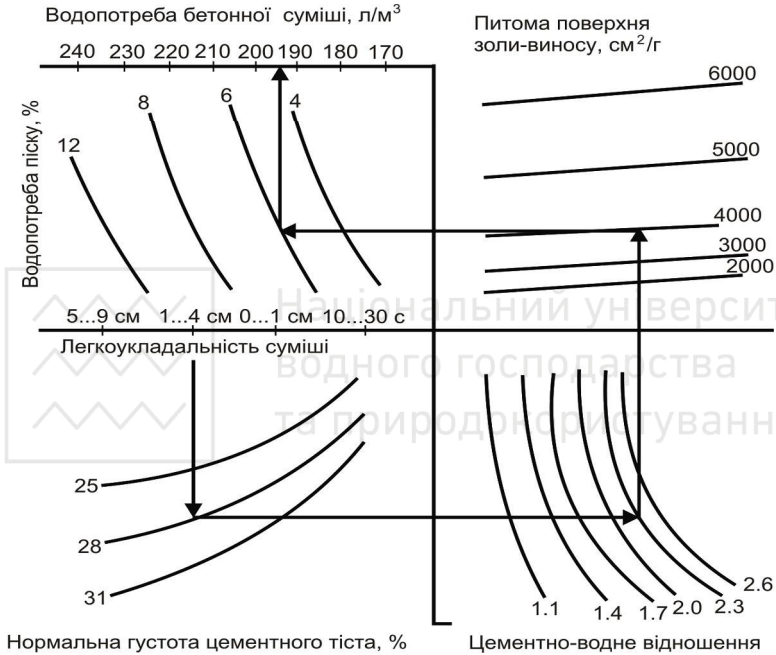 Водопотреба бетонної суміші, л/м³
240 230 220 210 200 190 180 170
Питома поверхня
золи-виносу, см²/г
6000
5000
4000
3000
2000
Водопотреба піску, %
12
8
6
4
5...9 см 1...4 см 0...1 см 10...30 с
Легкоукладальність суміші
Національний університ
водного господарства
та природокористуванн
25
28
31
1.1
1.4
1.7
2.0
2.3
2.6
Нормальна густота цементного тіста, %
Цементно-водне відношення